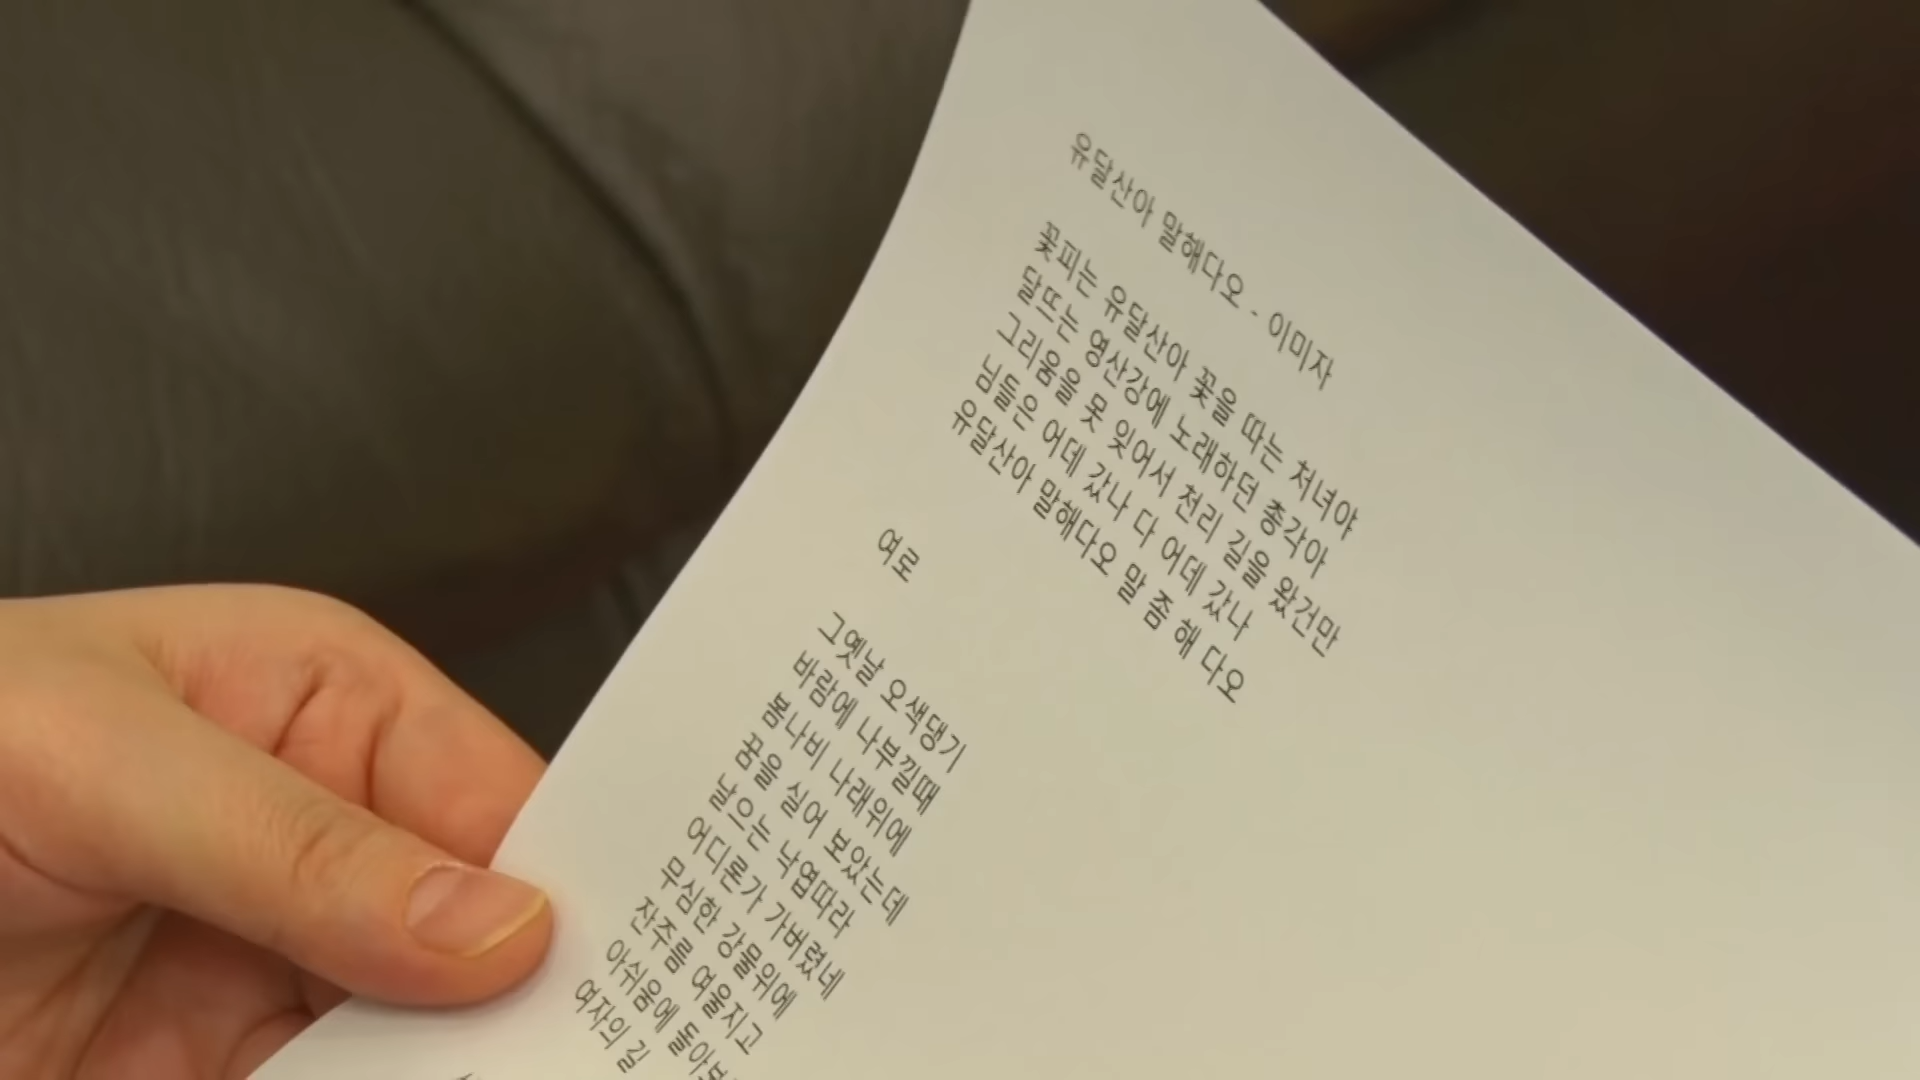 유달산아 말해다오 - 이미자
꽃피는 유달산아 꽃을 따는 처녀야
달뜨는 영산강에 노래하던 총각아
그리움을 못 잊어서 천리 길을 왔건만
님들은 어데 갔나 다 어데 갔나
유달산아 말해다오 말 좀 해 다오
여로
그옛날 오색댕기
바람에 나부낄때
봄나비 나래위에
꿈을 실어 보았는데
낡으는 낙엽따라
어디론가 가버렸네
무심한 강물위에
잔주름 여울지고
아쉬움에
여자의 길